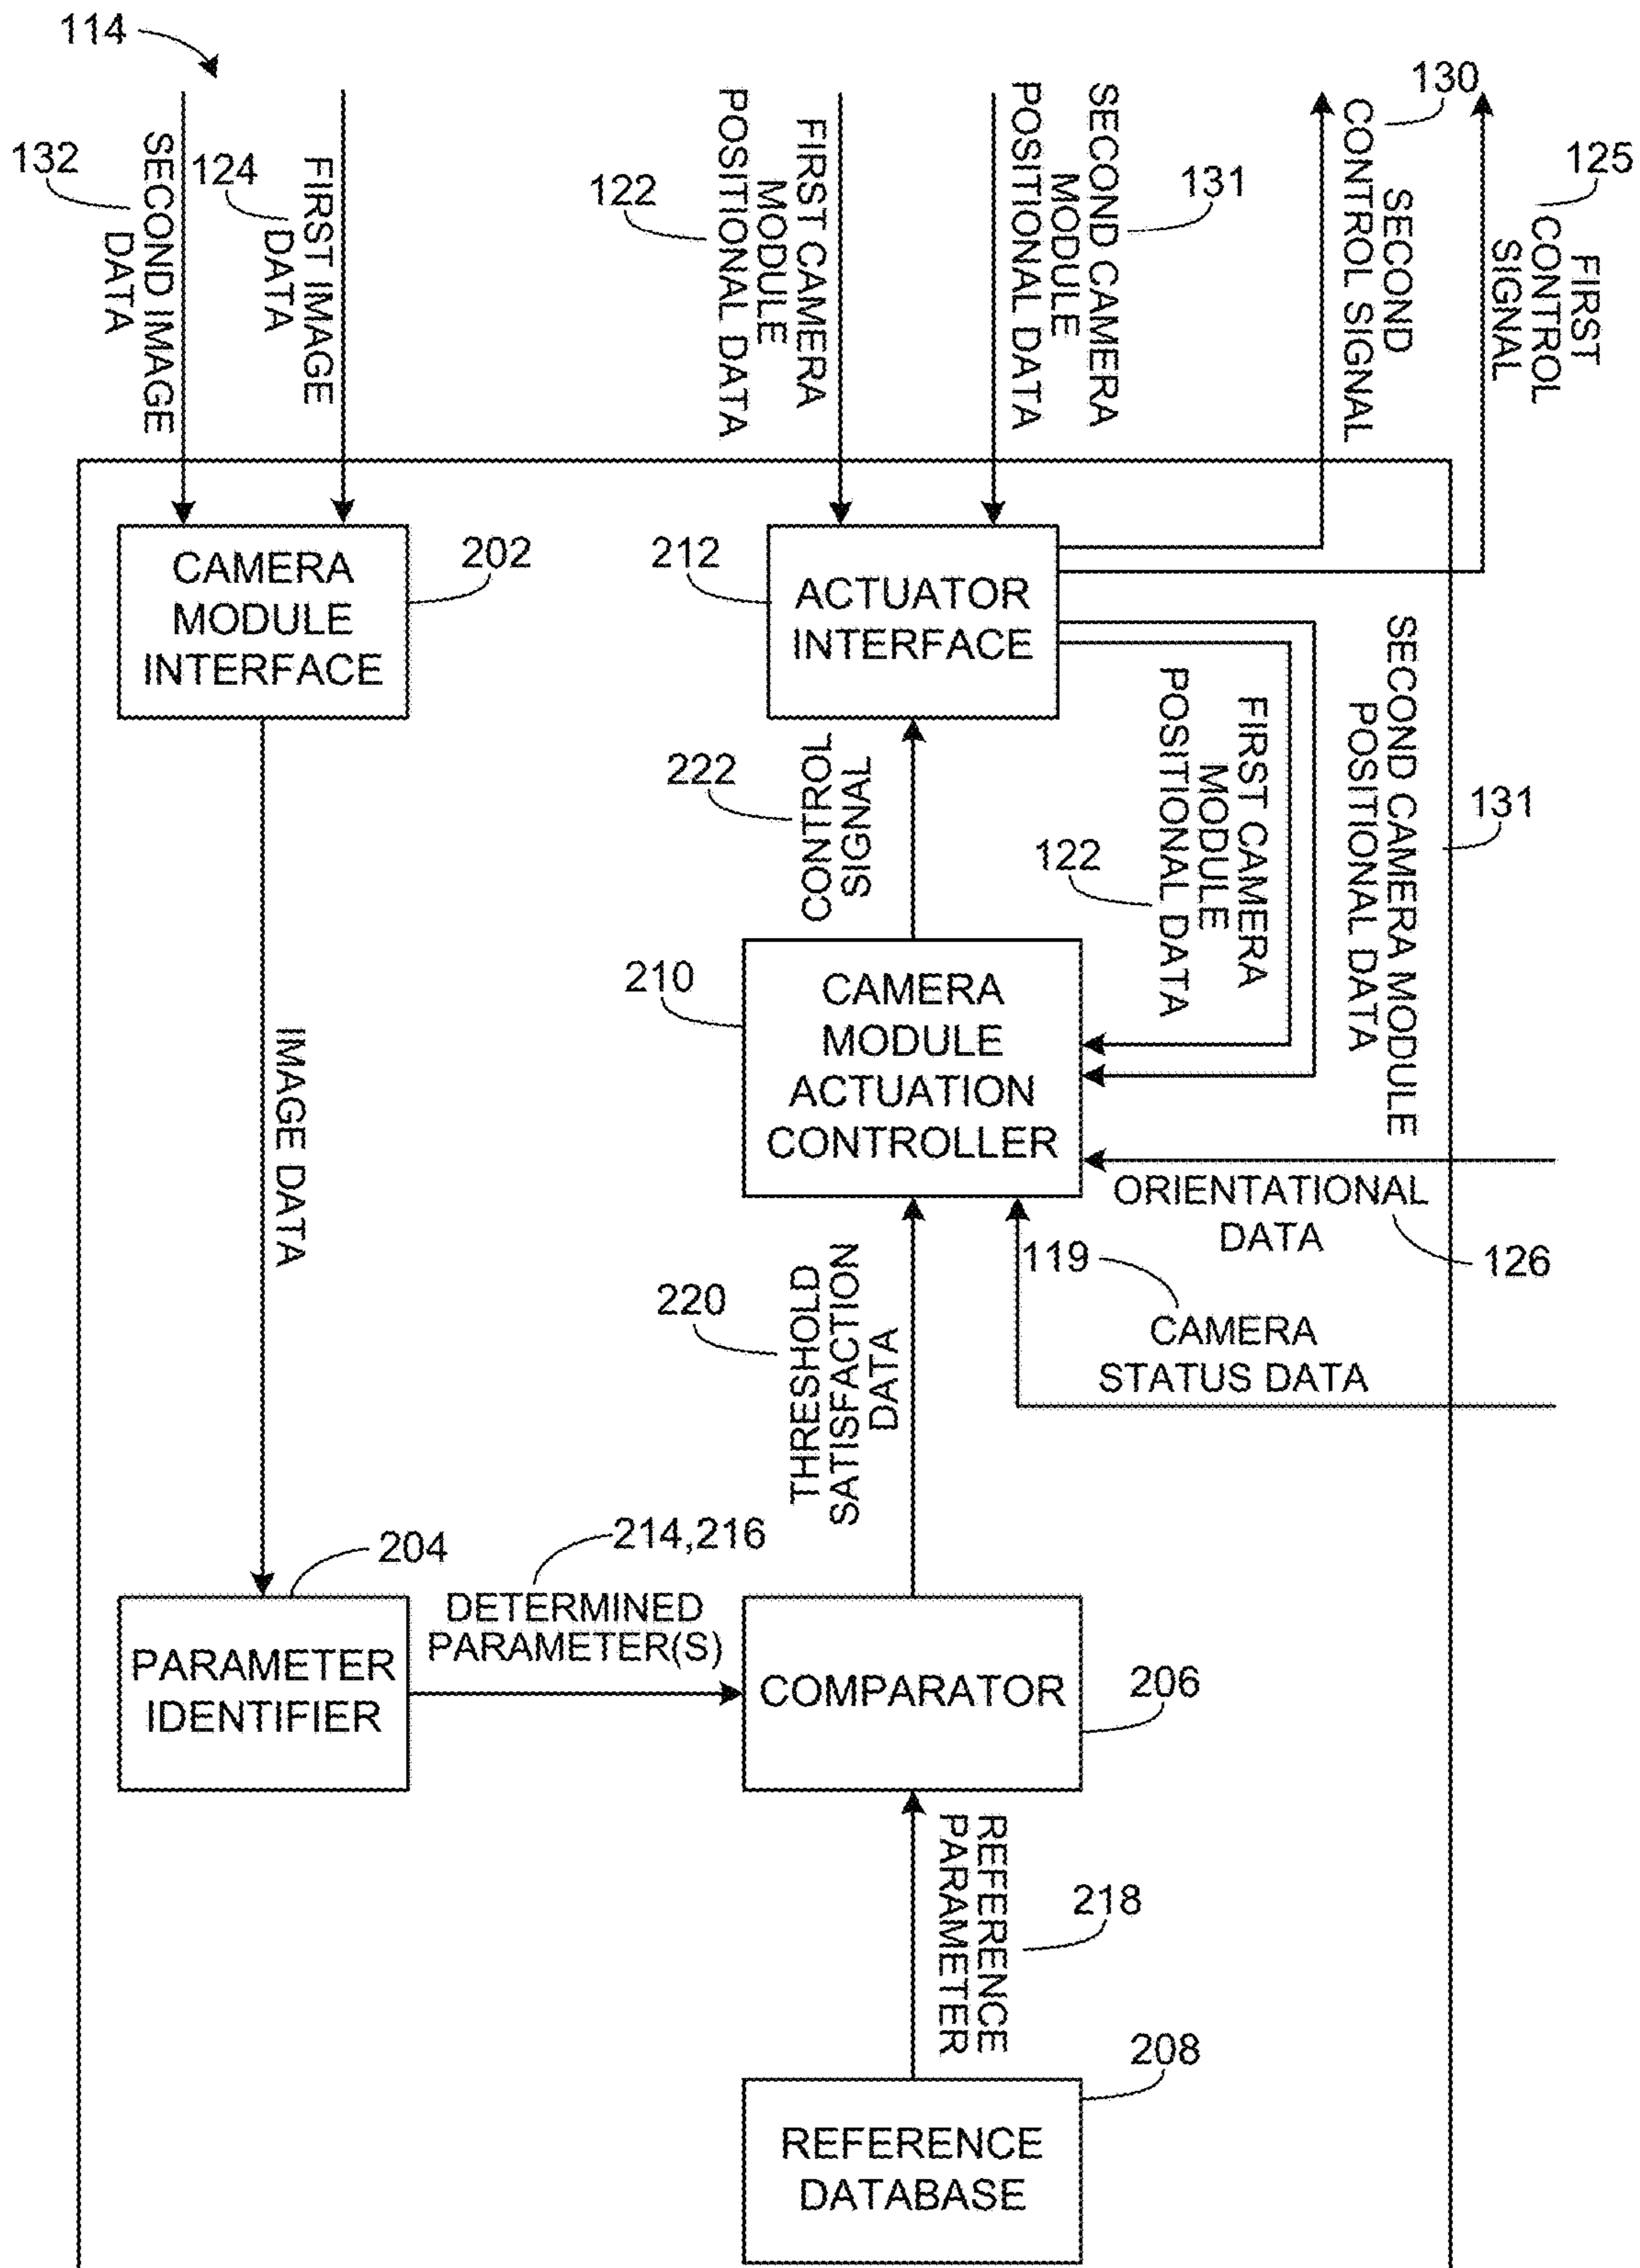 114
132
SECOND IMAGE
DATA
124
FIRST IMAGE
DATA
122
FIRST CAMERA
MODULE
POSITIONAL DATA
SECOND CAMERA
MODULE
POSITIONAL DATA
131
130
SECOND
CONTROL SIGNAL
125
FIRST
CONTROL
SIGNAL
CAMERA
MODULE
INTERFACE
202
212
ACTUATOR
INTERFACE
222
CONTROL
SIGNAL
122
FIRST CAMERA
MODULE
POSITIONAL DATA
SECOND CAMERA MODULE
POSITIONAL DATA
131
210
CAMERA
MODULE
ACTUATION
CONTROLLER
IMAGE DATA
ORIENTATIONAL
DATA
126
119
CAMERA
STATUS DATA
220
THRESHOLD
SATISFACTION
DATA
204
PARAMETER
IDENTIFIER
214,216
DETERMINED
PARAMETER(S)
COMPARATOR
206
REFERENCE
PARAMETER
218
208
REFERENCE
DATABASE